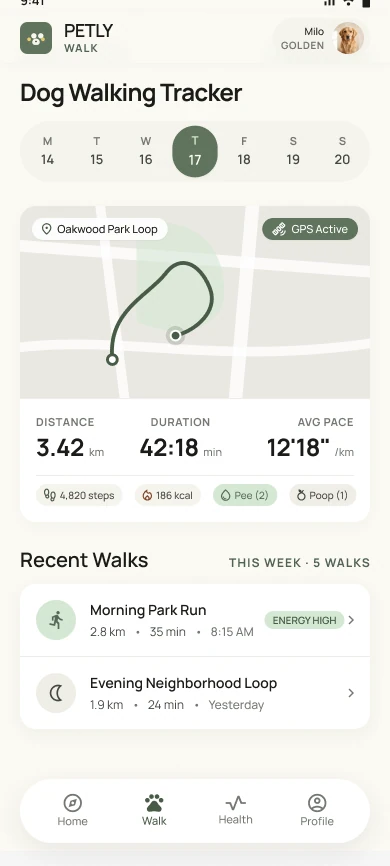 9:41
PETLY
WALK
Milo
GOLDEN
Dog Walking Tracker
M T W T F S S
14 15 16 17 18 19 20
Oakwood Park Loop
GPS Active
DISTANCE DURATION AVG PACE
3.42 km 42:18 min 12'18" /km
4,820 steps 186 kcal Pee (2) Poop (1)
Recent Walks THIS WEEK · 5 WALKS
Morning Park Run
ENERGY HIGH
2.8 km • 35 min • 8:15 AM
Evening Neighborhood Loop
1.9 km • 24 min • Yesterday
Home Walk Health Profile